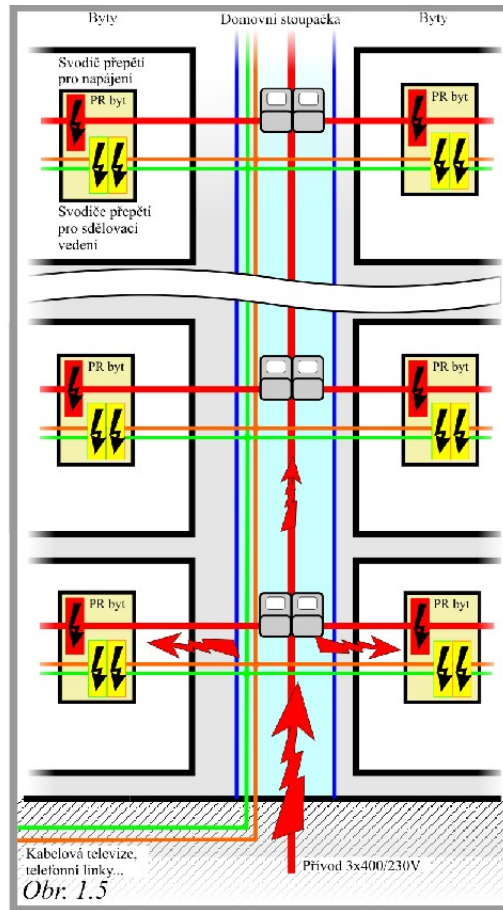 Byty
Domovní stoupačka
Byty
Svodič přepětí
pro napájení
PR byt
PR byt
Svodiče přepětí
pro sdělovací
vedení
PR byt
PR byt
PR byt
PR byt
Kabelová televize,
telefonní linky...
Přívod 3x400/230V
Obr. 1.5